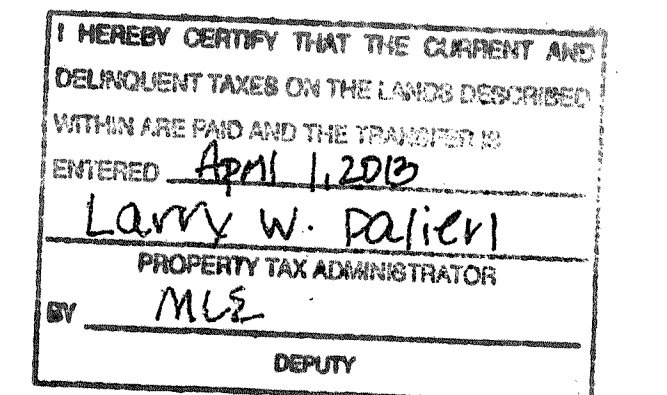 I HEREBY CERTIFY THAT THE CURRENT AND
DELINQUENT TAXES ON THE LANDS DESCRIBED
WITHIN ARE PAID AND THE TRANSFER IS
ENTERED April 1, 2013
Larry W. Dalien
PROPERTY TAX ADMINISTRATOR
BY MLE
DEPUTY